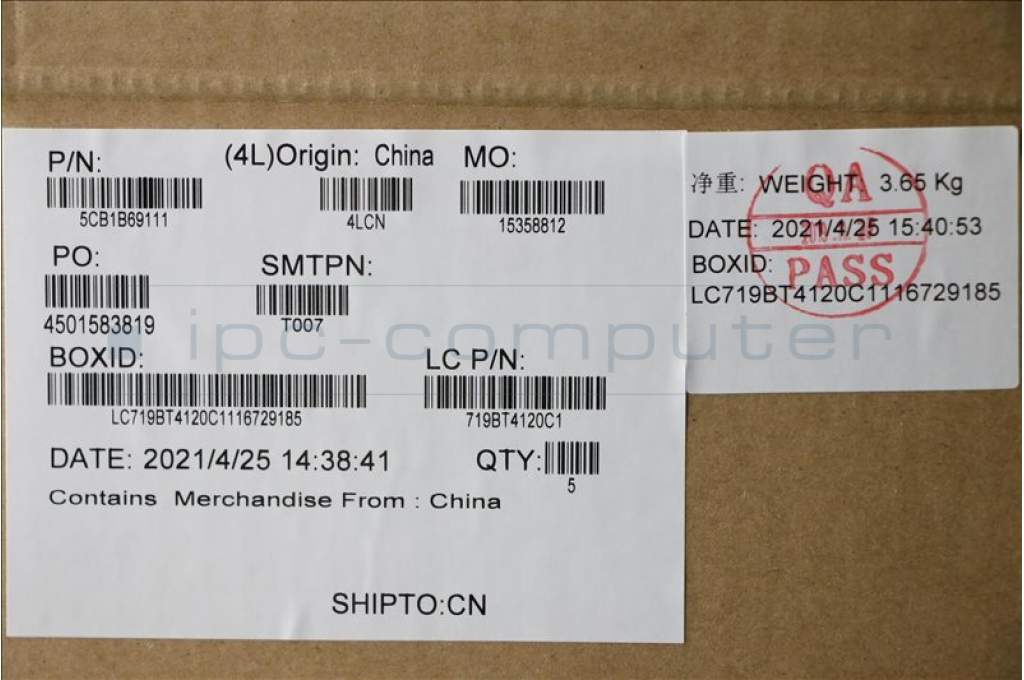 P/N:
5CB1B69111
(4L)Origin: China
4LCN
MO:
15358812
PO:
4501583819
SMTPN:
T007
BOXID:
LC719BT4120C1116729185
LC P/N:
719BT4120C1
DATE: 2021/4/25 14:38:41
QTY:
5
Contains Merchandise From : China
SHIPTO:CN
净重: WEIGHT 3.65 Kg
DATE: 2021/4/25 15:40:53
BOXID:
LC719BT4120C1116729185
QA
PASS
ipc-computer